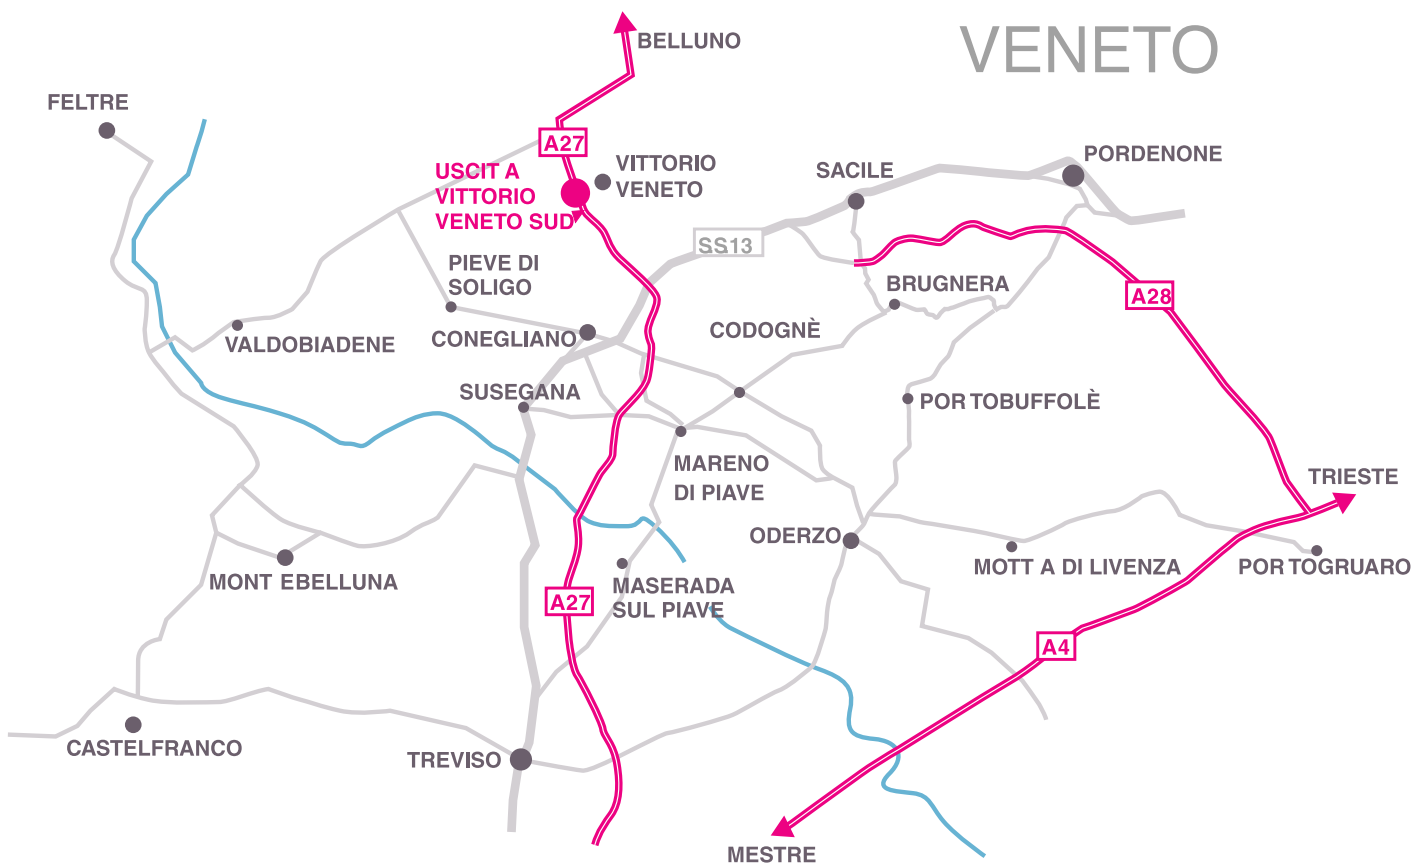 VENETO
BELLUNO
FELTRE
A27
USCIT A
VITTORIO
VENETO SUD
VITTORIO
VENETO
SACILE
PORDENONE
SS13
PIEVE DI
SOLIGO
BRUGNERA
A28
VALDOBIADENE
CONEGLIANO
CODOGNÈ
SUSEGANA
POR TOBUFFOLÈ
MARENO
DI PIAVE
TRIESTE
ODERZO
MOTT A DI LIVENZA
POR TOGRUARO
MONT EBELLUNA
A27
MASERADA
SUL PIAVE
A4
CASTELFRANCO
TREVISO
MESTRE